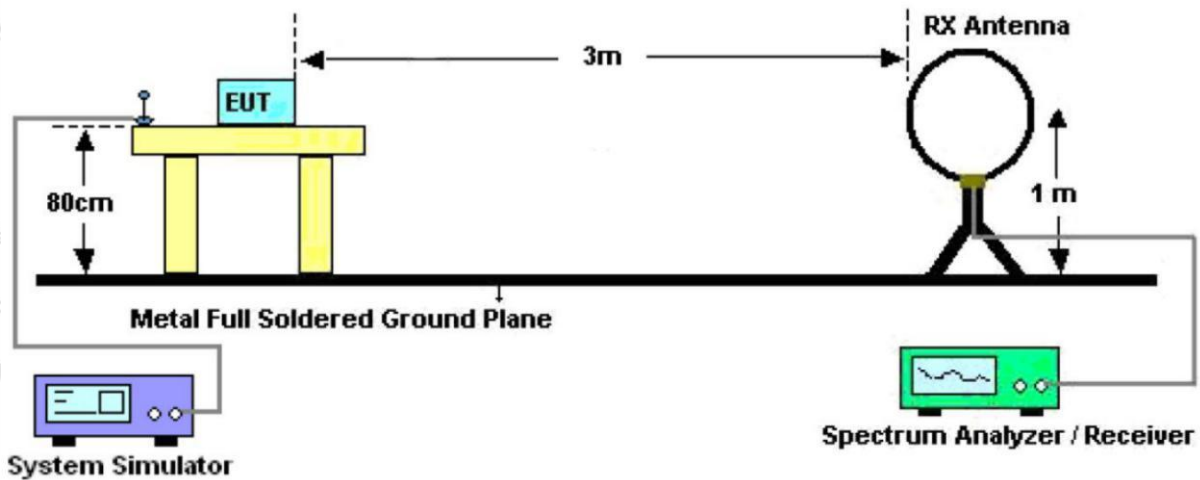 RX Antenna
3m
EUT
80cm
1 m
Metal Full Soldered Ground Plane
System Simulator
Spectrum Analyzer / Receiver